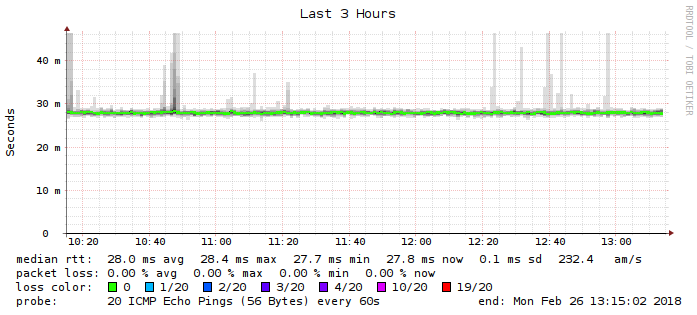 Last 3 Hours
RRDTOOL / TOBI OETIKER
Seconds
40 m
30 m
20 m
10 m
0
10:20 10:40 11:00 11:20 11:40 12:00 12:20 12:40 13:00
median rtt: 28.0 ms avg 28.4 ms max 27.7 ms min 27.8 ms now 0.1 ms sd 232.4 am/s
packet loss: 0.00 % avg 0.00 % max 0.00 % min 0.00 % now
loss color: 0 1/20 2/20 3/20 4/20 10/20 19/20
probe: 20 ICMP Echo Pings (56 Bytes) every 60s end: Mon Feb 26 13:15:02 2018